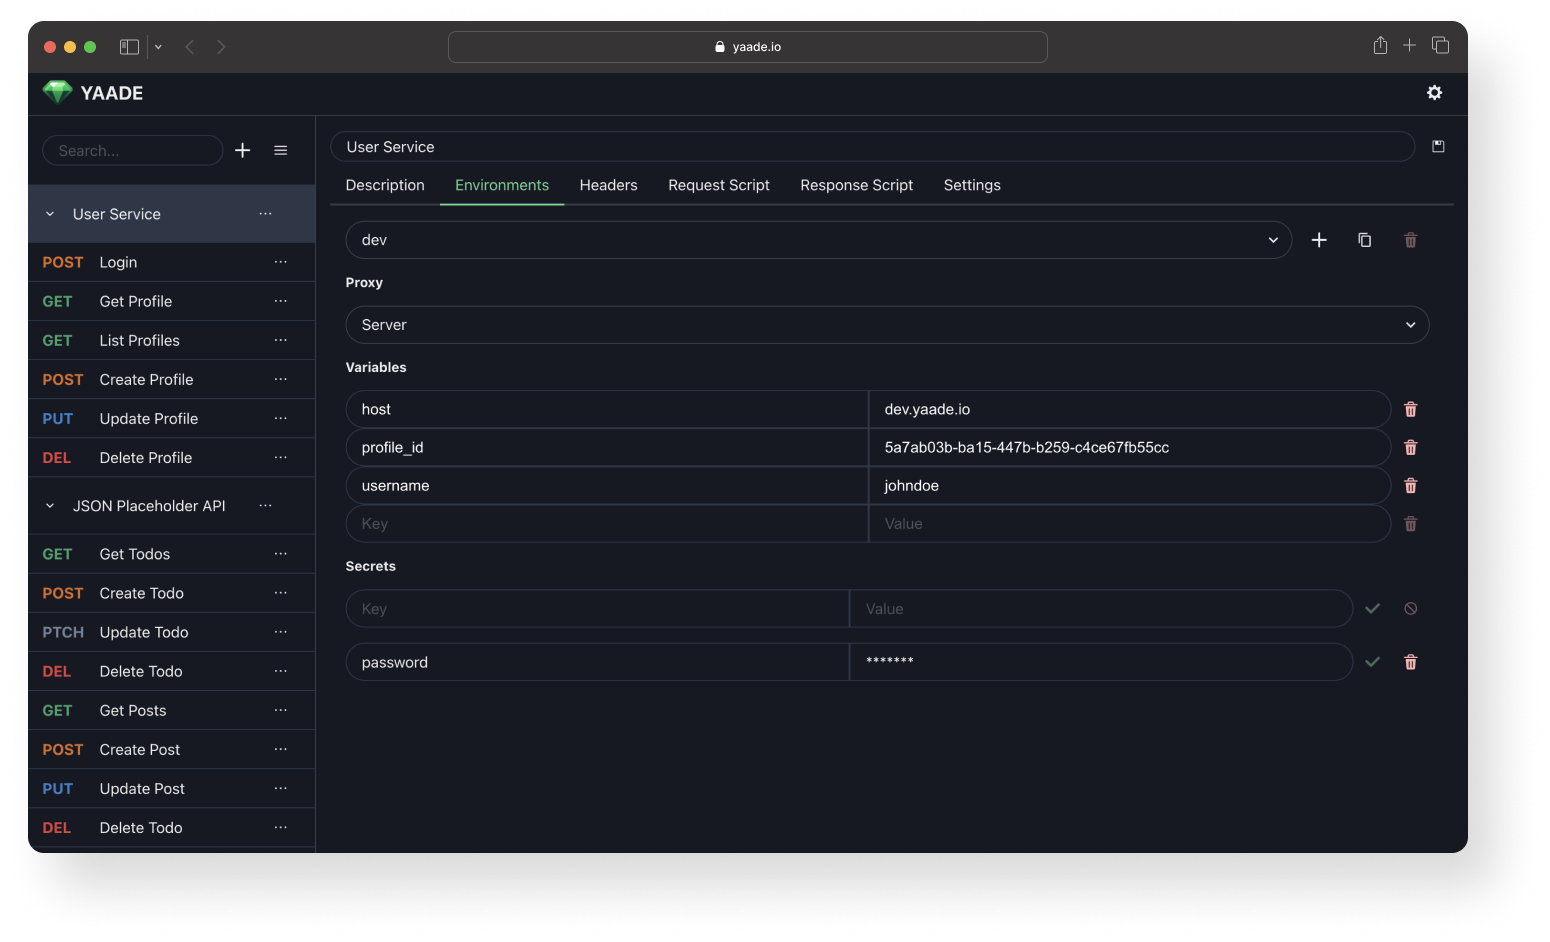 yaade.io
YAADE
Search...
User Service
POST Login
GET Get Profile
GET List Profiles
POST Create Profile
PUT Update Profile
DEL Delete Profile
JSON Placeholder API
GET Get Todos
POST Create Todo
PTCH Update Todo
DEL Delete Todo
GET Get Posts
POST Create Post
PUT Update Post
DEL Delete Todo
User Service
Description Environments Headers Request Script Response Script Settings
dev
Proxy
Server
Variables
host dev.yaade.io
profile_id 5a7ab03b-ba15-447b-b259-c4ce67fb55cc
username johndoe
Key Value
Secrets
Key Value
password *******